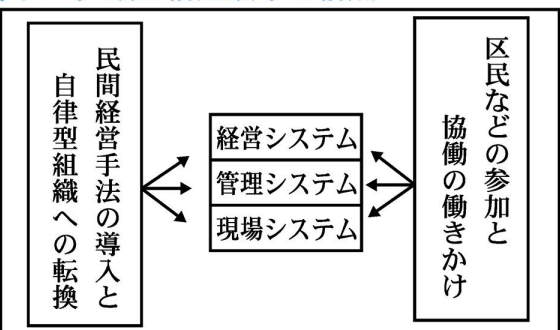 民間経営手法の導入と
自律型組織への転換
経営システム
管理システム
現場システム
区民などの参加と
協働の働きかけ